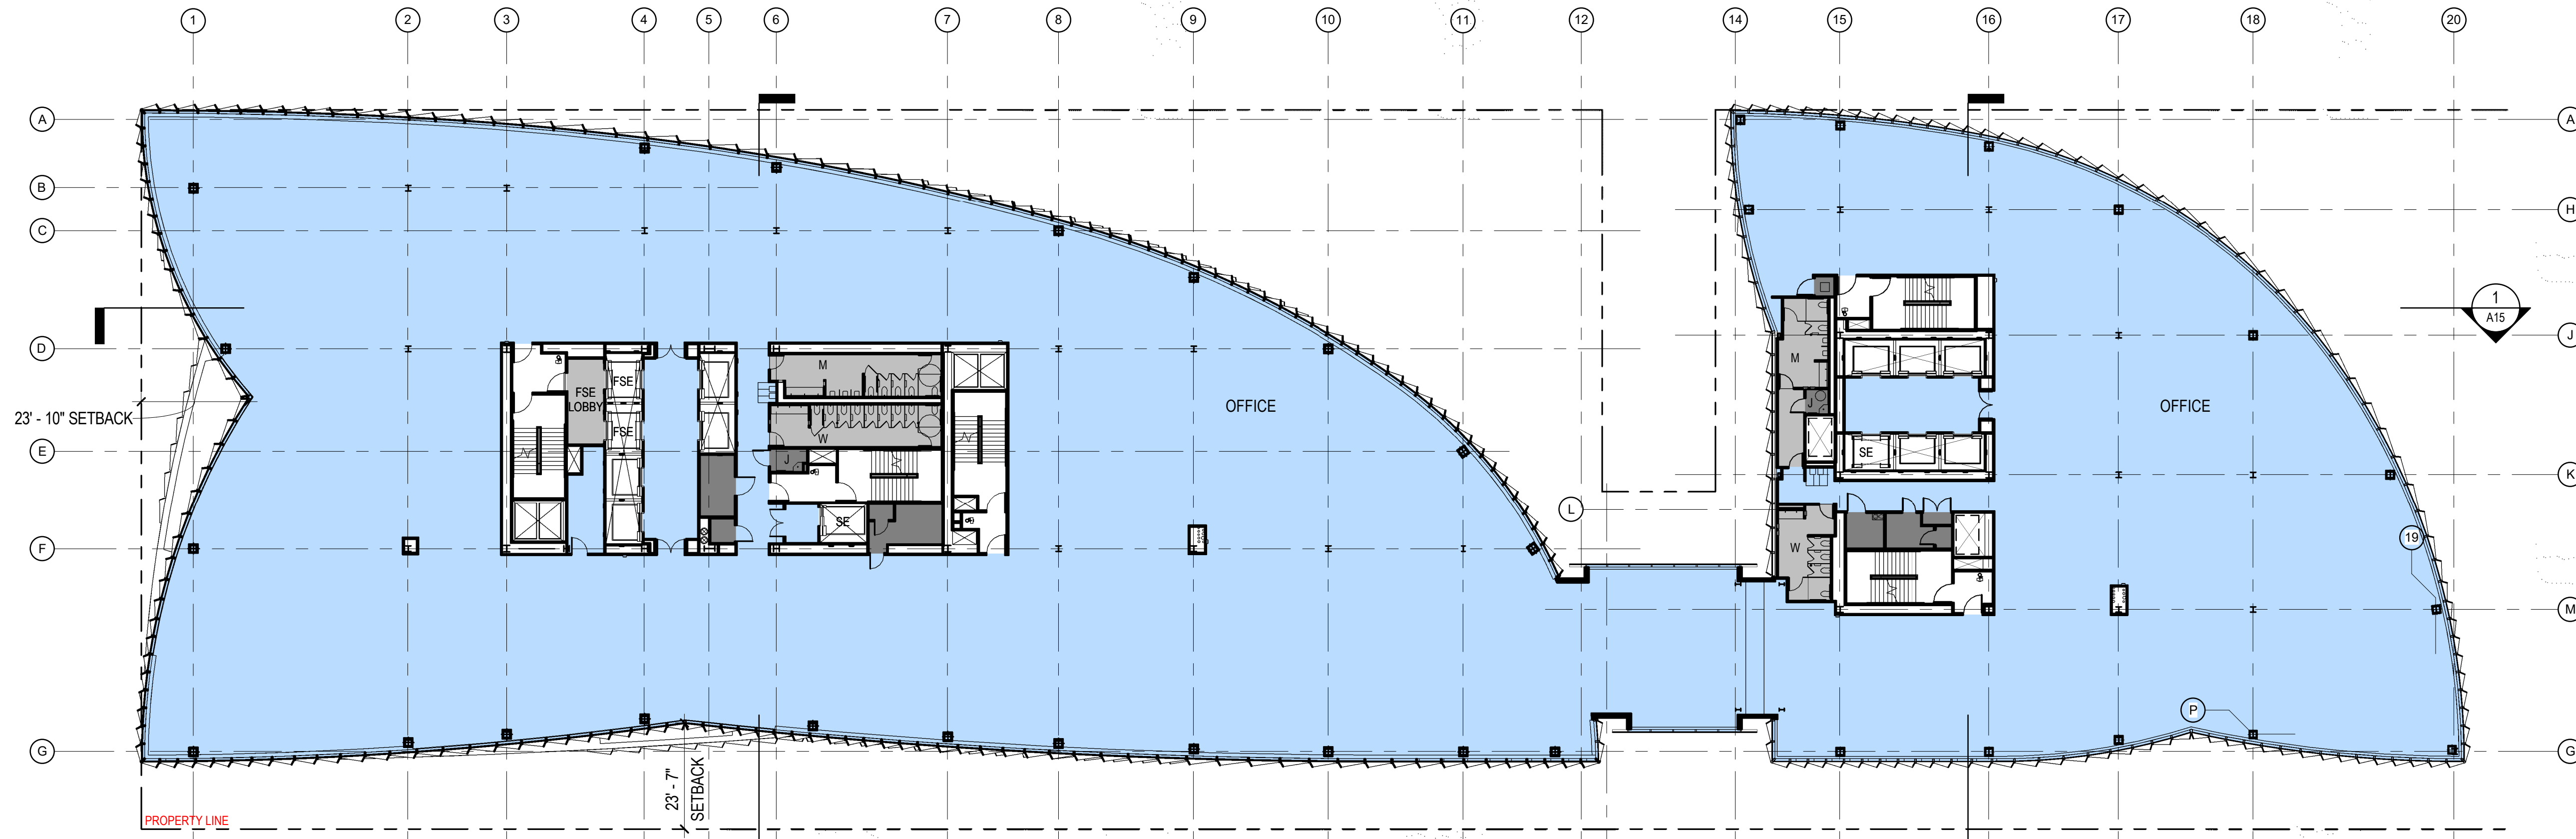 1 2 3 4 5 6 7 8 9 10 11 12 14 15 16 17 18 20
A A
B
H
C
1
A15
D J
M
FSE
FSE
LOBBY
M
J
OFFICE
OFFICE
23' - 10" SETBACK
FSE
W
E
SE
J
K
L
SE
19
F
W
M
P
G G
23' - 7"
SETBACK
PROPERTY LINE